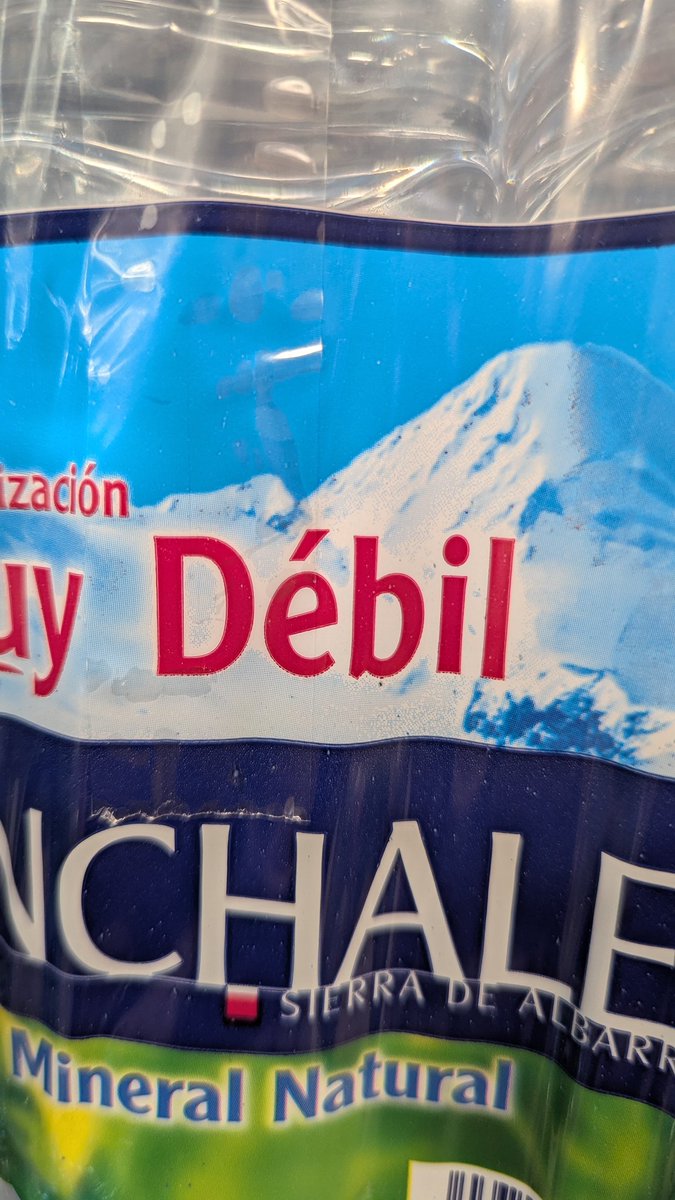 ización
uy Débil
NCHALE
SIERRA DE ALBARR
Mineral Natural